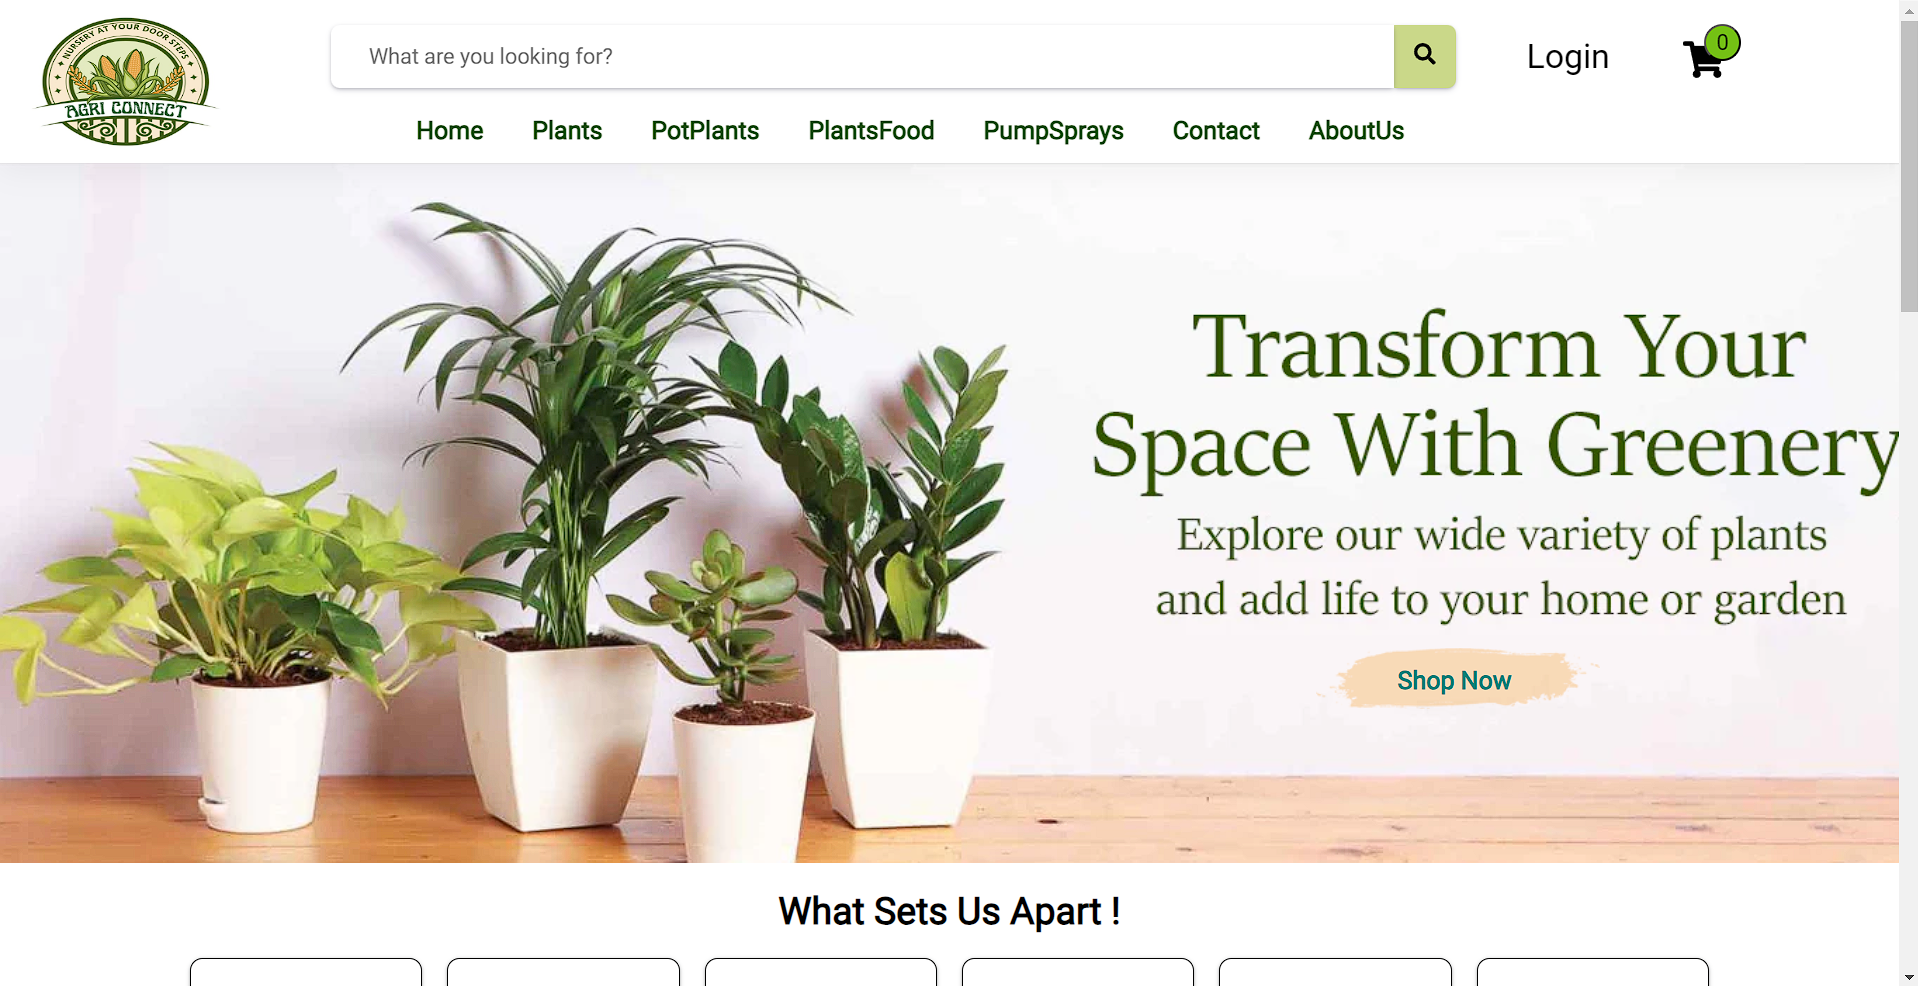 NURSERY AT YOUR DOOR STEPS
AGRI CONNECT
What are you looking for?
Login
0
Home
Plants
PotPlants
PlantsFood
PumpSprays
Contact
AboutUs
Transform Your
Space With Greenery
Explore our wide variety of plants
and add life to your home or garden
Shop Now
What Sets Us Apart !